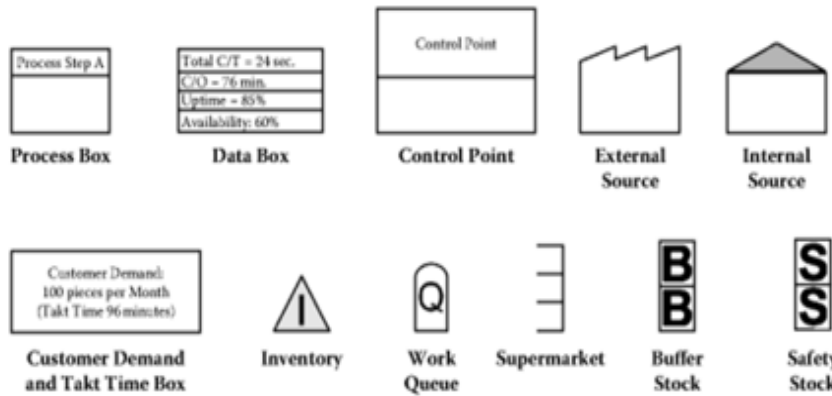 Process Step A
Process Box
Total C/T = 24 sec.
C/O = 76 min.
Uptime = 85%
Availability: 60%
Data Box
Control Point
Control Point
External
Source
Internal
Source
Customer Demand:
100 pieces per Month
(Takt Time 96 minutes)
Customer Demand
and Takt Time Box
I
Inventory
Q
Work
Queue
Supermarket
B
B
Buffer
Stock
S
S
Safety
Stock